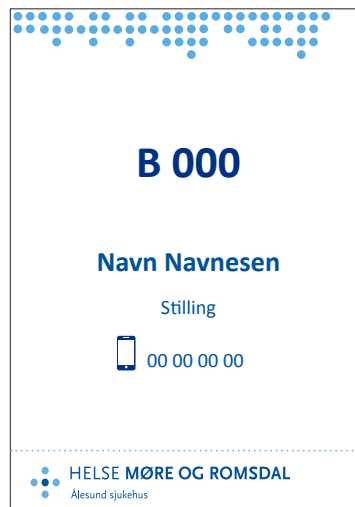 B 000
Navn Navnesen
Stilling
00 00 00 00
HELSE MØRE OG ROMSDAL
Ålesund sjukehus